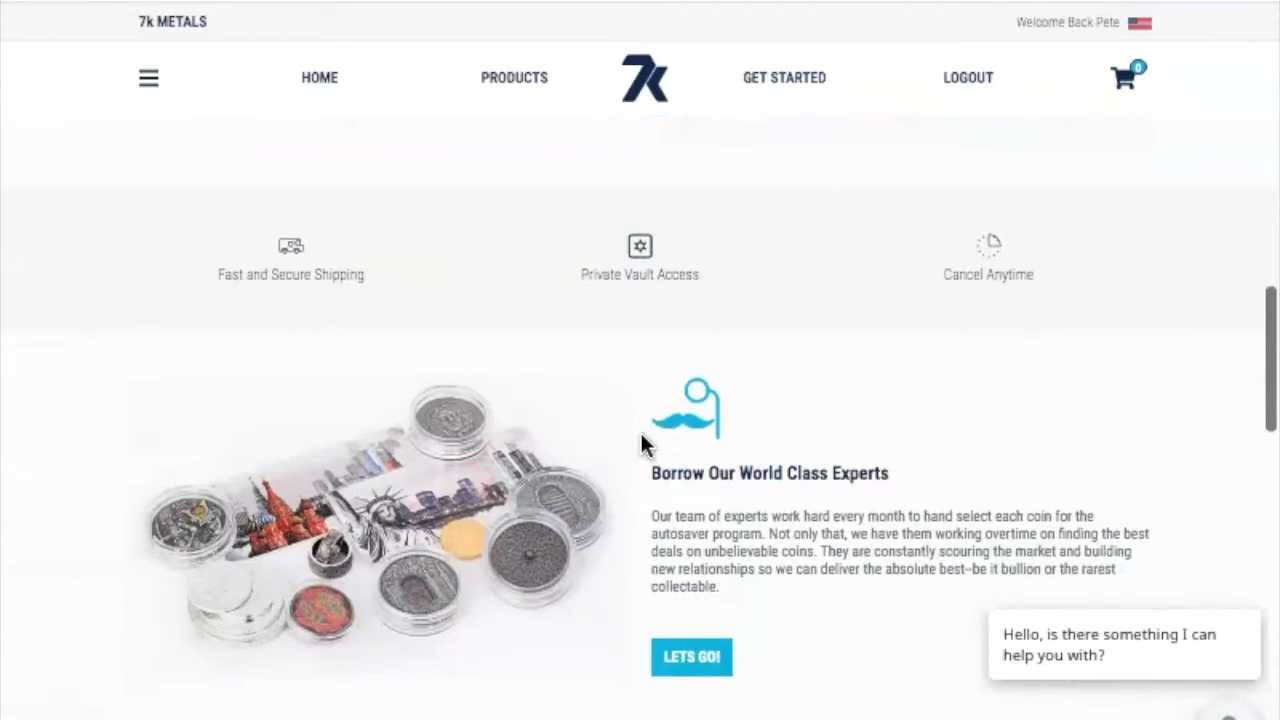 7k METALS
Welcome Back Pete
HOME
PRODUCTS
7k
GET STARTED
LOGOUT
0
Fast and Secure Shipping
Private Vault Access
Cancel Anytime
Borrow Our World Class Experts
Our team of experts work hard every month to hand select each coin for the
autosaver program. Not only that, we have them working overtime on finding the best
deals on unbelievable coins. They are constantly scouring the market and building
new relationships so we can deliver the absolute best–be it bullion or the rarest
collectable.
LETS GO!
Hello, is there something I can
help you with?